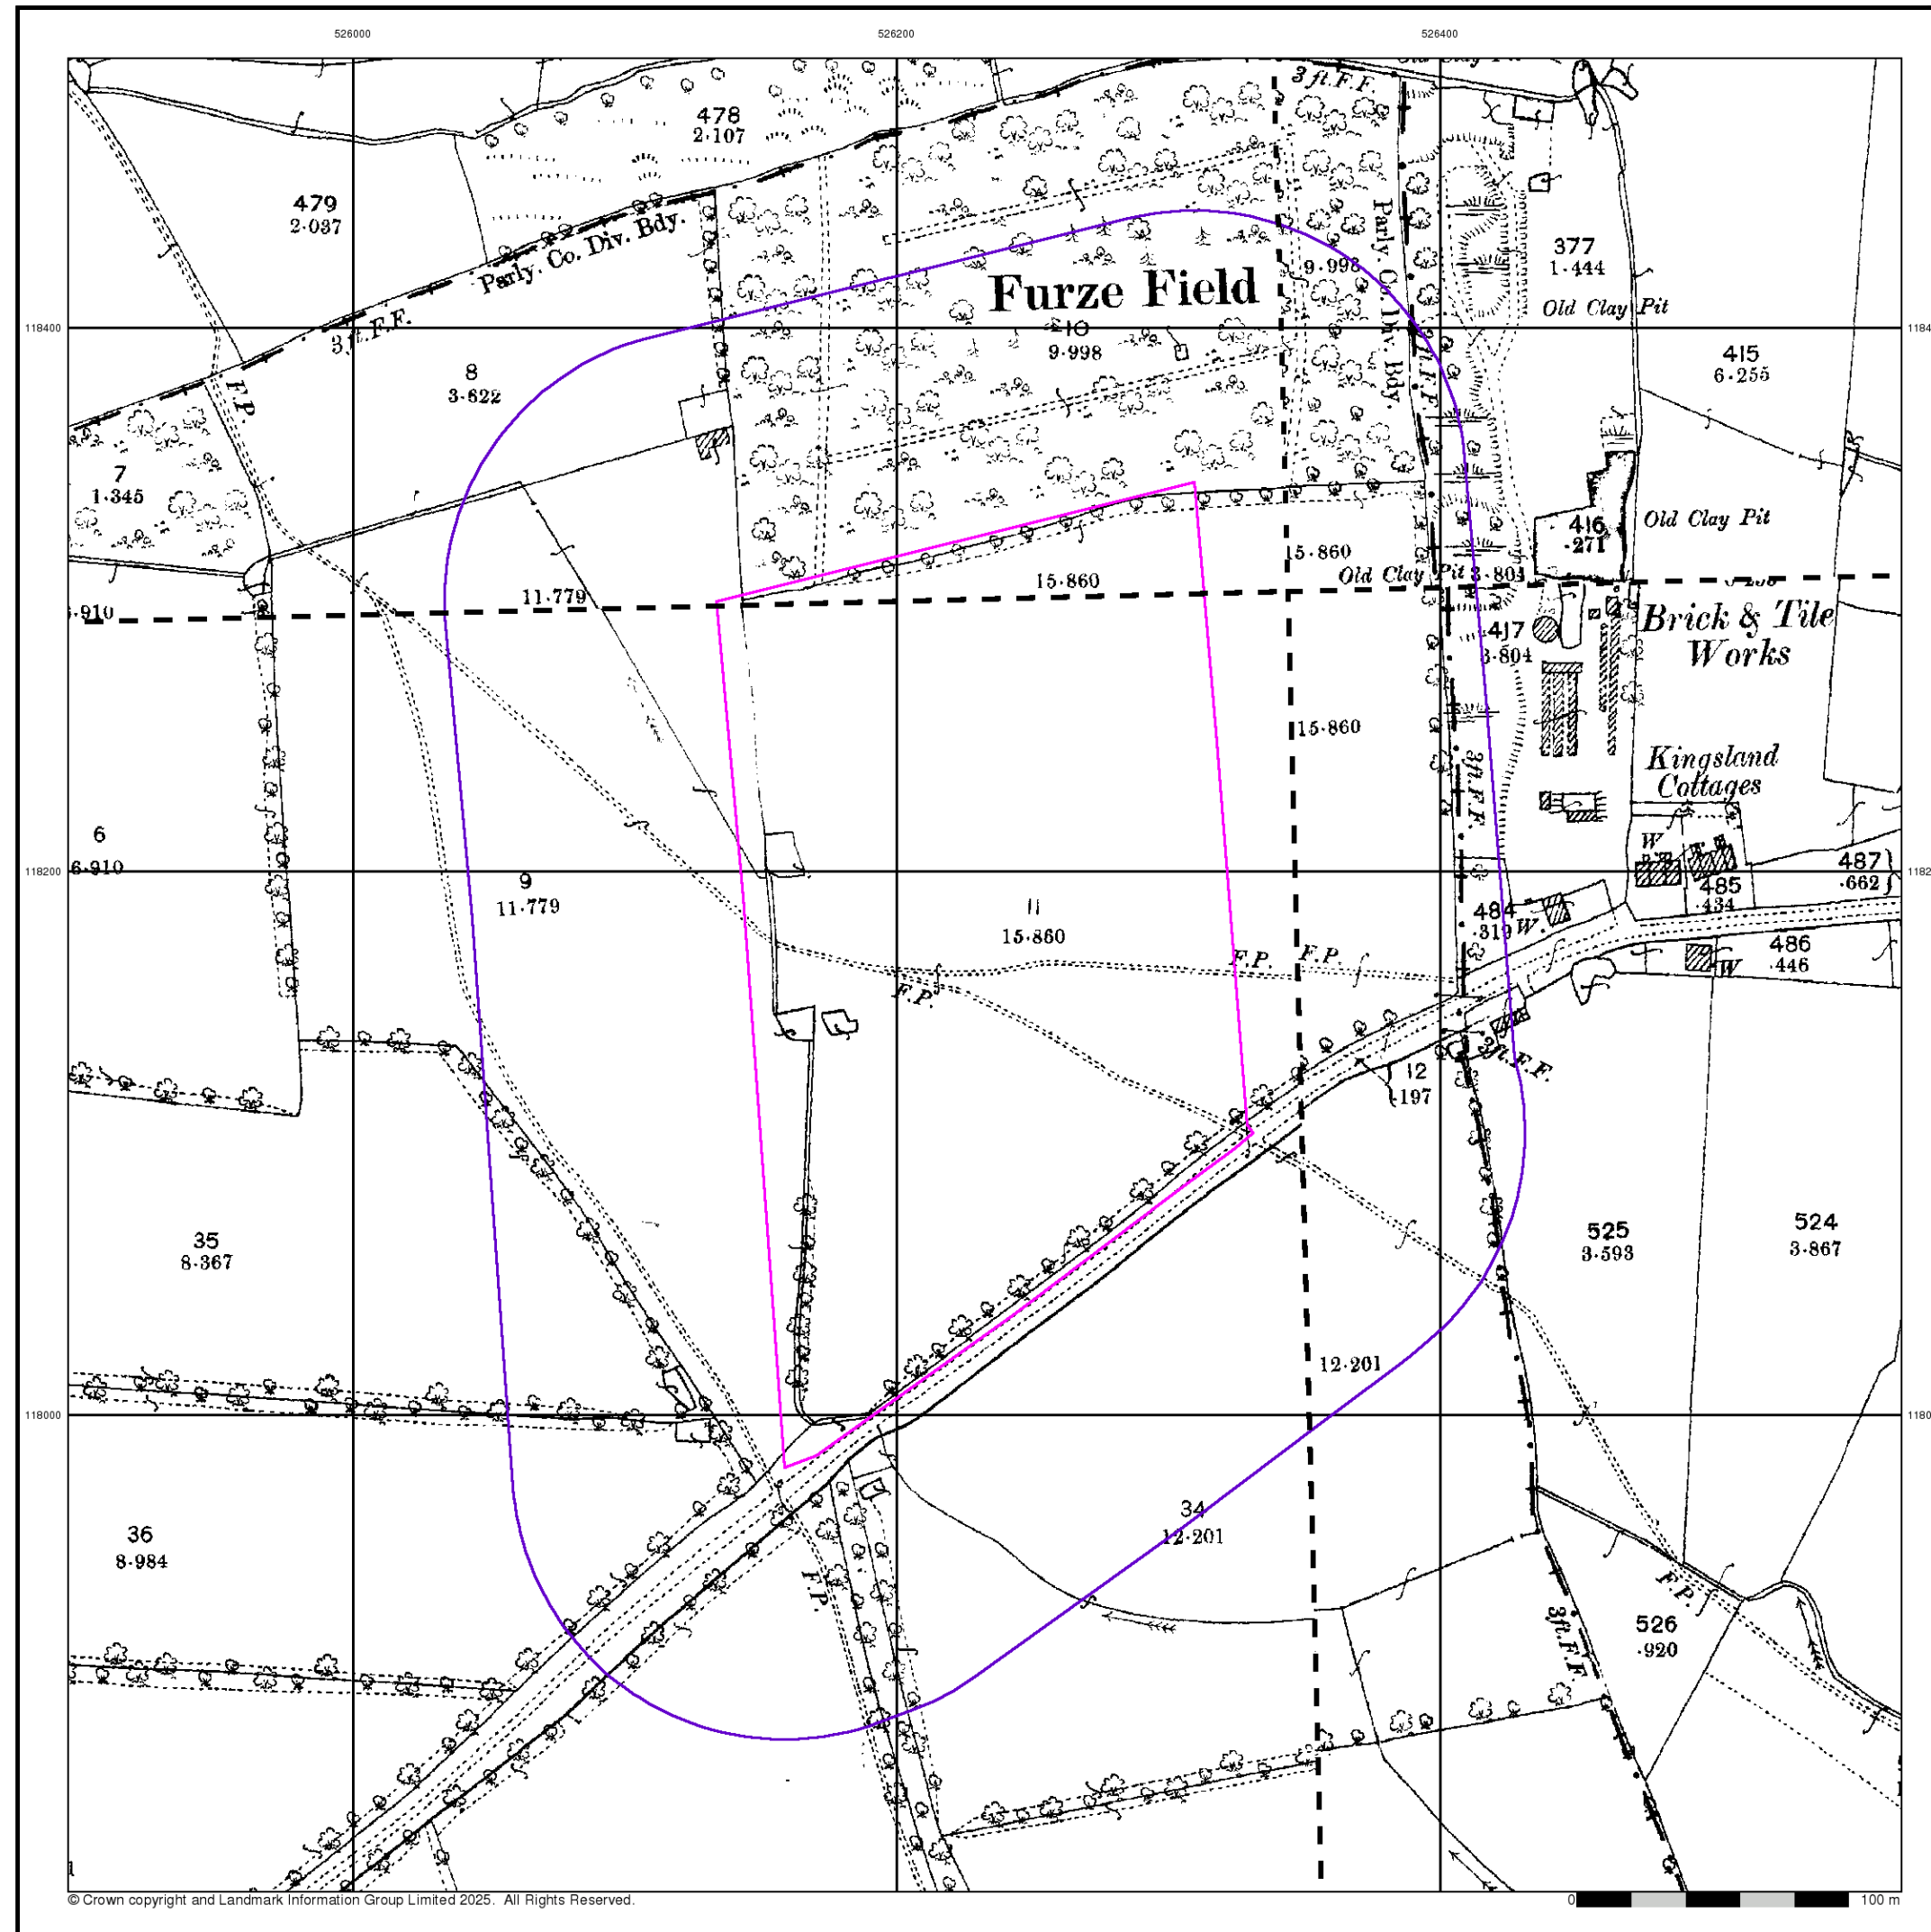 526000
526200
526400
3 ft. F.F.
478
2·107
479
2·037
Parly. Co. Div. Bdy.
3 ft. F.F.
Parly. Co. Div. Bdy.
9·998
377
1·444
Old Clay Pit
Furze Field
10
9·998
118400
8
3·622
415
6·255
F.P.
7
1·345
416
·271
Old Clay Pit
15·860
15·860
Old Clay Pit
3·804
11·779
6·910
417
3·804
Brick & Tile
Works
15·860
3ft. F.F.
Kingsland
Cottages
6
6·910
118200
9
11·779
W
487
·662
485
·434
484
·319
W.
11
15·860
486
·446
W
F.P.
F.P.
F.P.
12
·197
3ft. F.F.
35
8·367
525
3·593
524
3·867
12·201
118000
34
12·201
36
8·984
F.P.
F.P.
3ft. F.F.
526
·920
© Crown copyright and Landmark Information Group Limited 2025. All Rights Reserved.
0
100 m